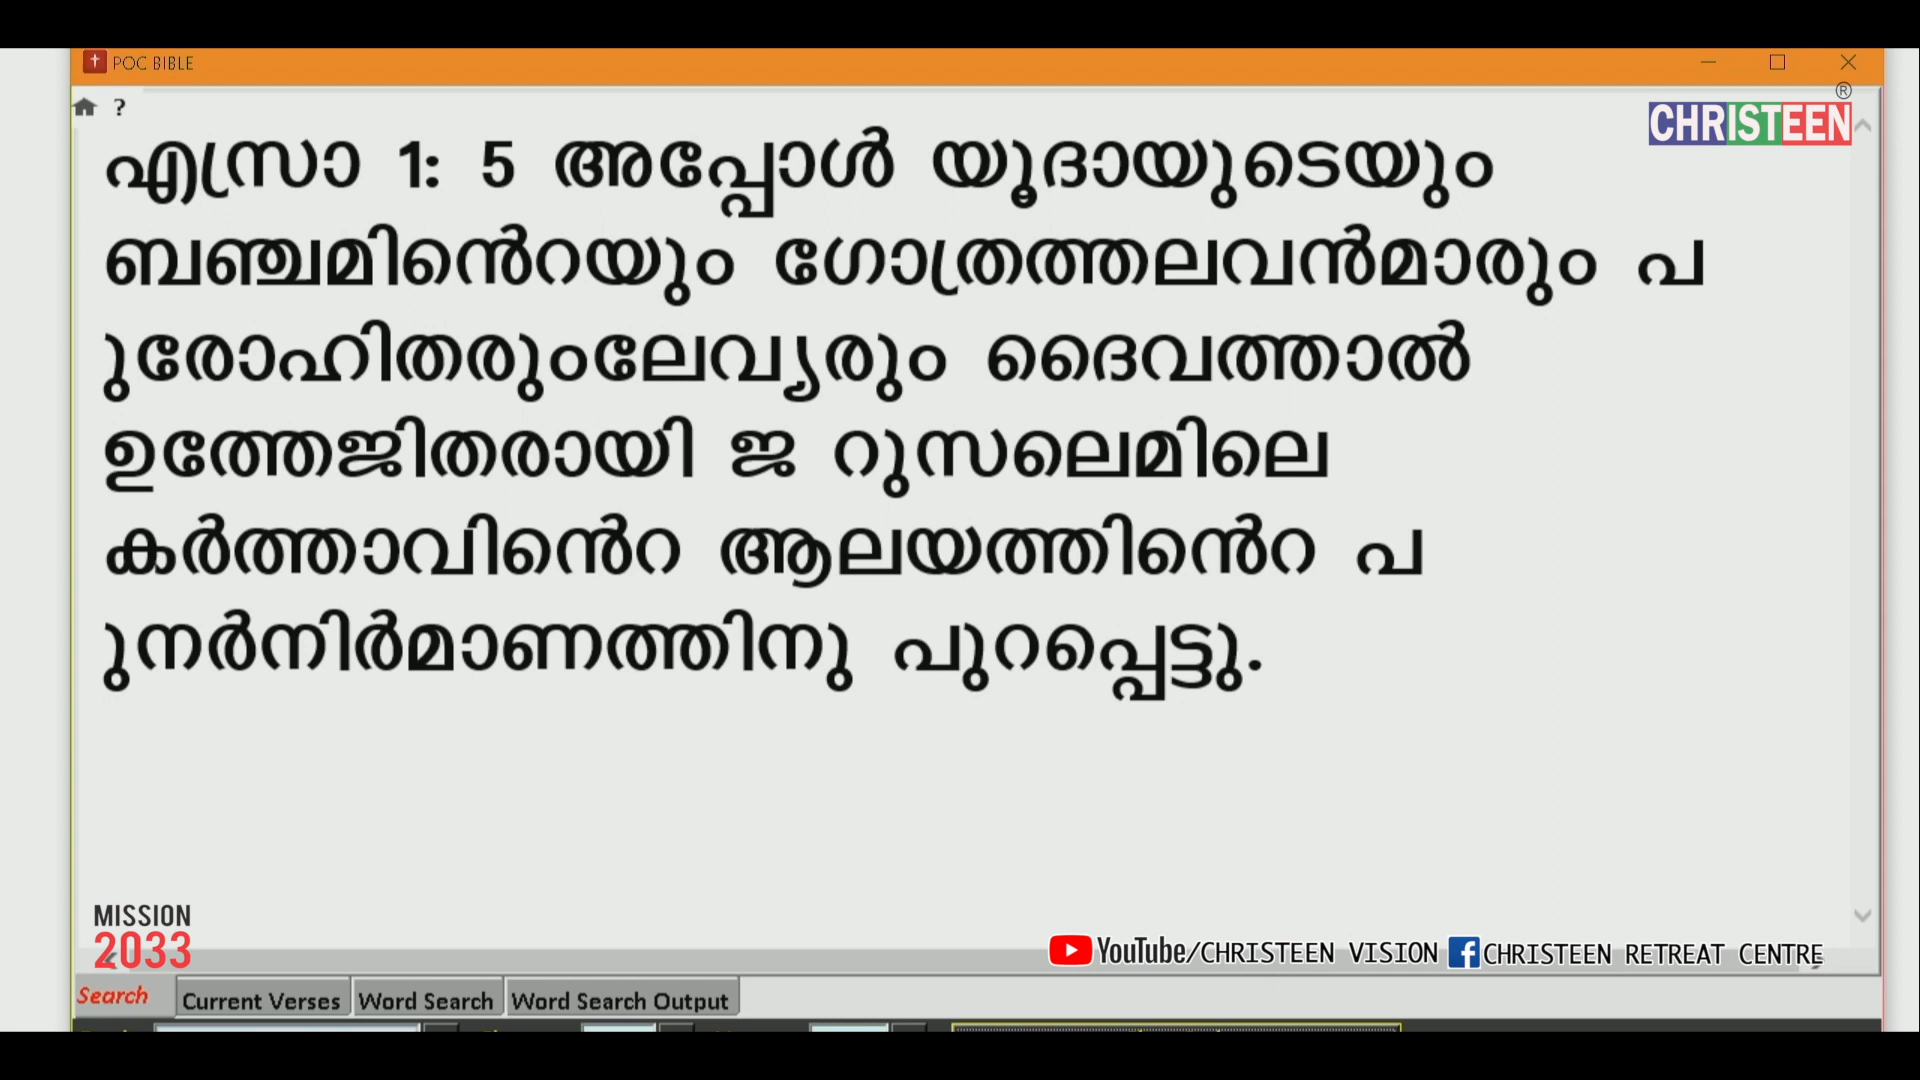 POC BIBLE
?
®
CHRISTEEN
എസ്രാ 1: 5 അപ്പോൾ യൂദായുടെയും
ബഞ്ചമിൻെറയും ഗോത്രത്തലവൻമാരും പ
ുരോഹിതരുംലേവ്യരും ദൈവത്താൽ
ഉത്തേജിതരായി ജ റുസലെമിലെ
കർത്താവിൻെറ ആലയത്തിൻെറ പ
ുനർനിർമാണത്തിനു പുറപ്പെട്ടു.
MISSION
2033
YouTube/CHRISTEEN VISION CHRISTEEN RETREAT CENTRE
Search Current Verses Word Search Word Search Output